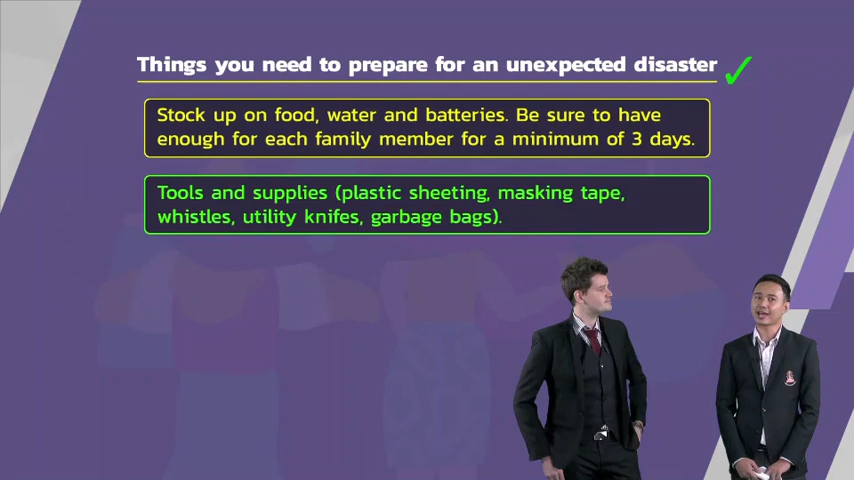 Things you need to prepare for an unexpected disaster
Stock up on food, water and batteries. Be sure to have
enough for each family member for a minimum of 3 days.
Tools and supplies (plastic sheeting, masking tape,
whistles, utility knifes, garbage bags).